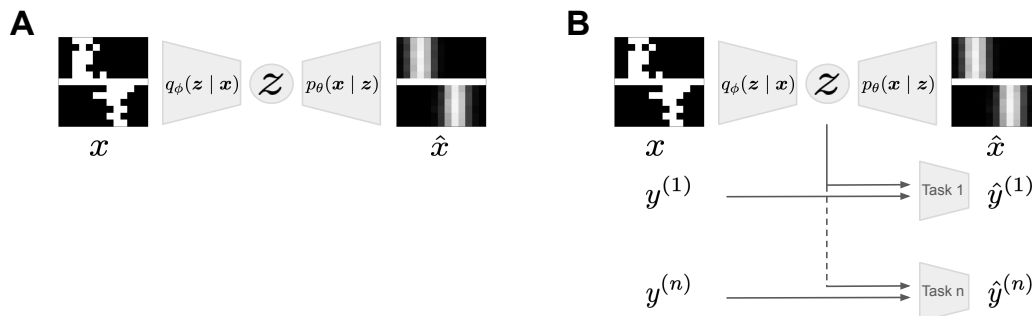 A
qϕ(z | x)
z
pθ(x | z)
x
x̂
B
qϕ(z | x)
z
pθ(x | z)
x
x̂
y(1)
Task 1
ŷ(1)
y(n)
Task n
ŷ(n)